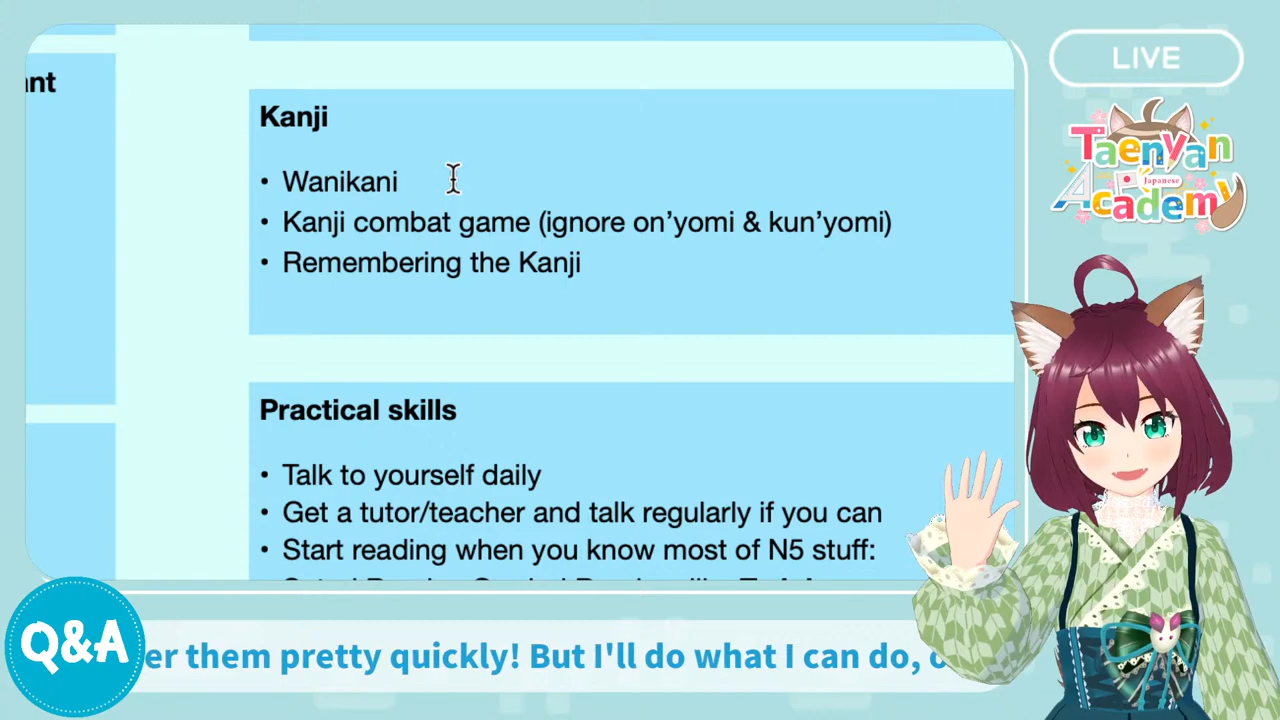 LIVE
Taenyan
Japanese
Academy
nt
Kanji
• Wanikani
• Kanji combat game (ignore on'yomi & kun'yomi)
• Remembering the Kanji
Practical skills
• Talk to yourself daily
• Get a tutor/teacher and talk regularly if you can
• Start reading when you know most of N5 stuff:
Q&A
er them pretty quickly! But I'll do what I can do,